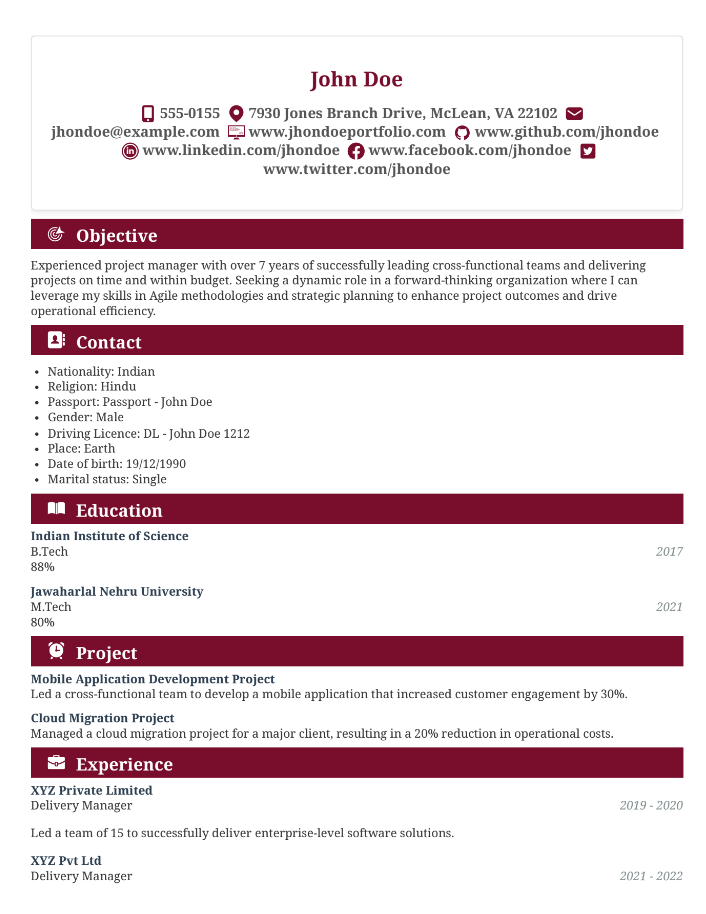 John Doe
555-0155 7930 Jones Branch Drive, McLean, VA 22102
jhondoe@example.com www.jhondoeportfolio.com www.github.com/jhondoe
www.linkedin.com/jhondoe www.facebook.com/jhondoe
www.twitter.com/jhondoe
Objective
Experienced project manager with over 7 years of successfully leading cross-functional teams and delivering
projects on time and within budget. Seeking a dynamic role in a forward-thinking organization where I can
leverage my skills in Agile methodologies and strategic planning to enhance project outcomes and drive
operational efficiency.
Contact
• Nationality: Indian
• Religion: Hindu
• Passport: Passport - John Doe
• Gender: Male
• Driving Licence: DL - John Doe 1212
• Place: Earth
• Date of birth: 19/12/1990
• Marital status: Single
Education
Indian Institute of Science
B.Tech 2017
88%
Jawaharlal Nehru University
M.Tech 2021
80%
Project
Mobile Application Development Project
Led a cross-functional team to develop a mobile application that increased customer engagement by 30%.
Cloud Migration Project
Managed a cloud migration project for a major client, resulting in a 20% reduction in operational costs.
Experience
XYZ Private Limited
Delivery Manager 2019 - 2020
Led a team of 15 to successfully deliver enterprise-level software solutions.
XYZ Pvt Ltd
Delivery Manager 2021 - 2022